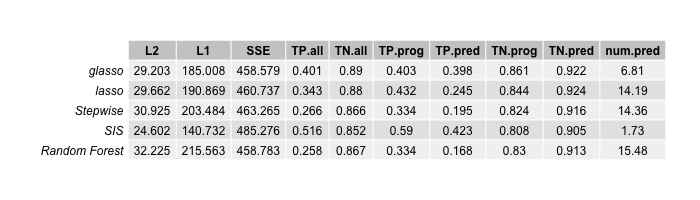 L2 L1 SSE TP.all TN.all TP.prog TP.pred TN.prog TN.pred num.pred
glasso 29.203 185.008 458.579 0.401 0.89 0.403 0.398 0.861 0.922 6.81
lasso 29.662 190.869 460.737 0.343 0.88 0.432 0.245 0.844 0.924 14.19
Stepwise 30.925 203.484 463.265 0.266 0.866 0.334 0.195 0.824 0.916 14.36
SIS 24.602 140.732 485.276 0.516 0.852 0.59 0.423 0.808 0.905 1.73
Random Forest 32.225 215.563 458.783 0.258 0.867 0.334 0.168 0.83 0.913 15.48